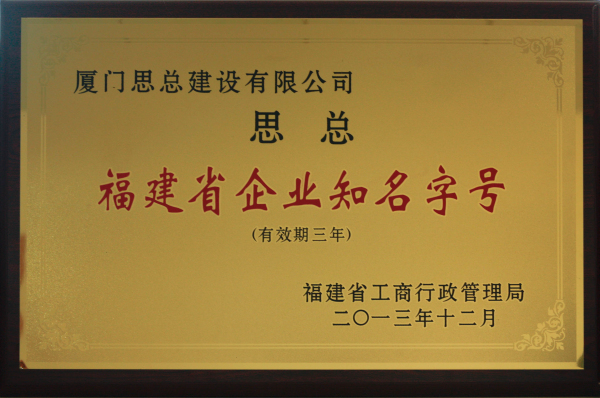 厦门思总建设有限公司
思 总
福建省企业知名字号
(有效期三年)
福建省工商行政管理局
二〇一三年十二月